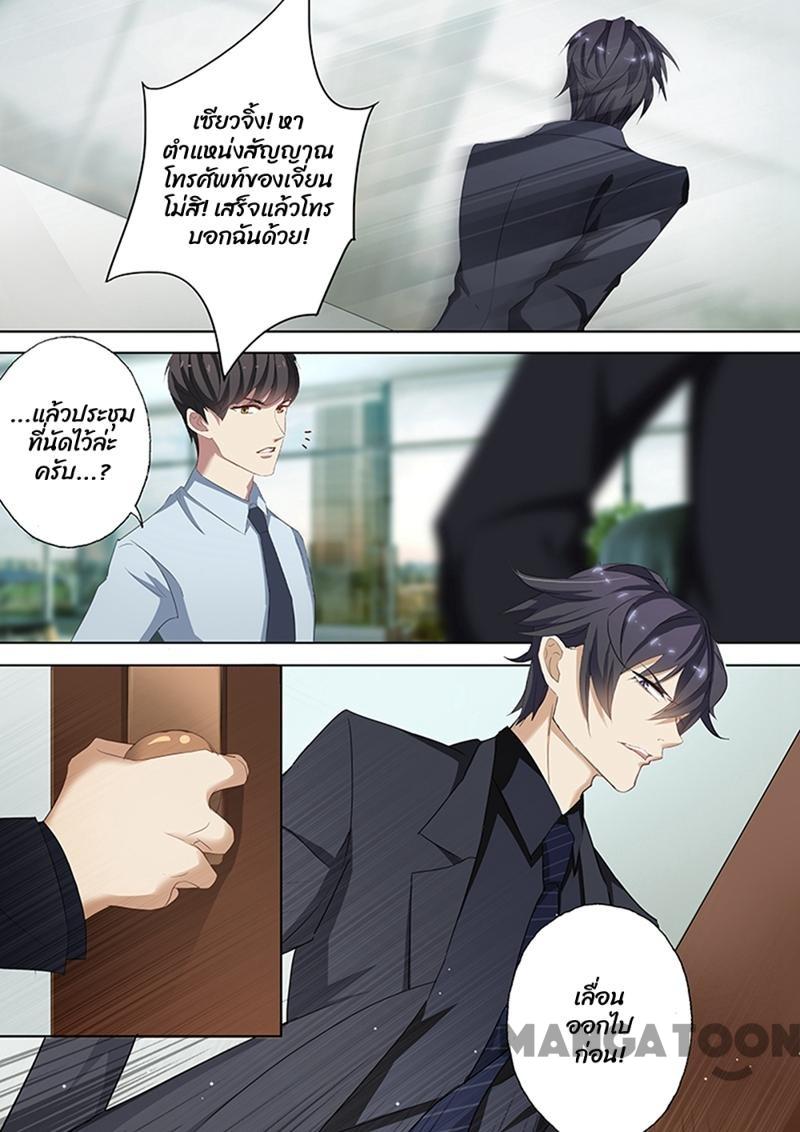 เซียวจิ้ง! หา
ตำแหน่งสัญญาณ
โทรศัพท์ของเจี่ยน
โม่สิ! เสร็จแล้วโทร
บอกฉันด้วย!
...แล้วประชุม
ที่นัดไว้ล่ะ
ครับ...?
เลื่อน
ออกไป
ก่อน!
MANGATOON